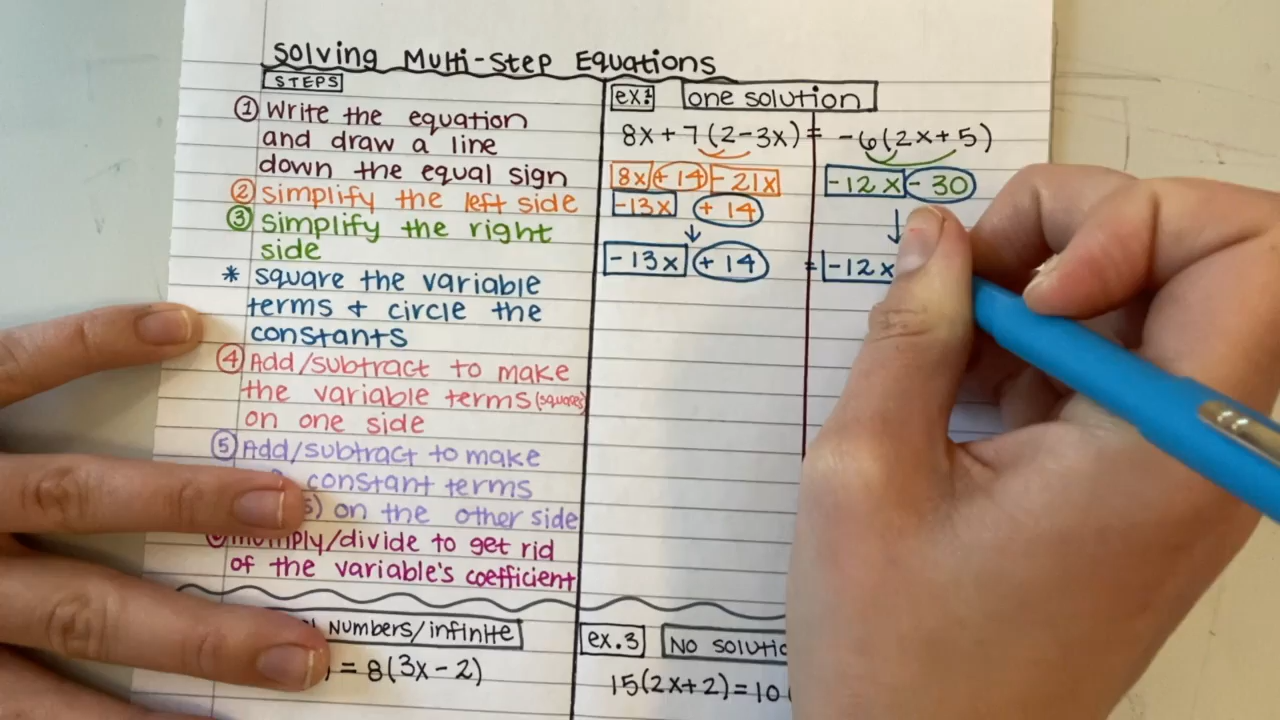 Solving Multi-Step Equations
STEPS
① Write the equation
and draw a line
down the equal sign
② simplify the left side
③ Simplify the right
side
* square the variable
terms + circle the
constants
④ Add/subtract to make
the variable terms (squares)
on one side
⑤ Add/subtract to make
constant terms
on the other side
multiply/divide to get rid
of the variable's coefficient
ex. 1 one solution
8x + 7(2-3x) = -6(2x+5)
8x + 14 - 21x -12x - 30
-13x + 14
-13x + 14 = -12x
Numbers/infinite
) = 8(3x-2)
ex. 3 No
15(2x+2) = 10